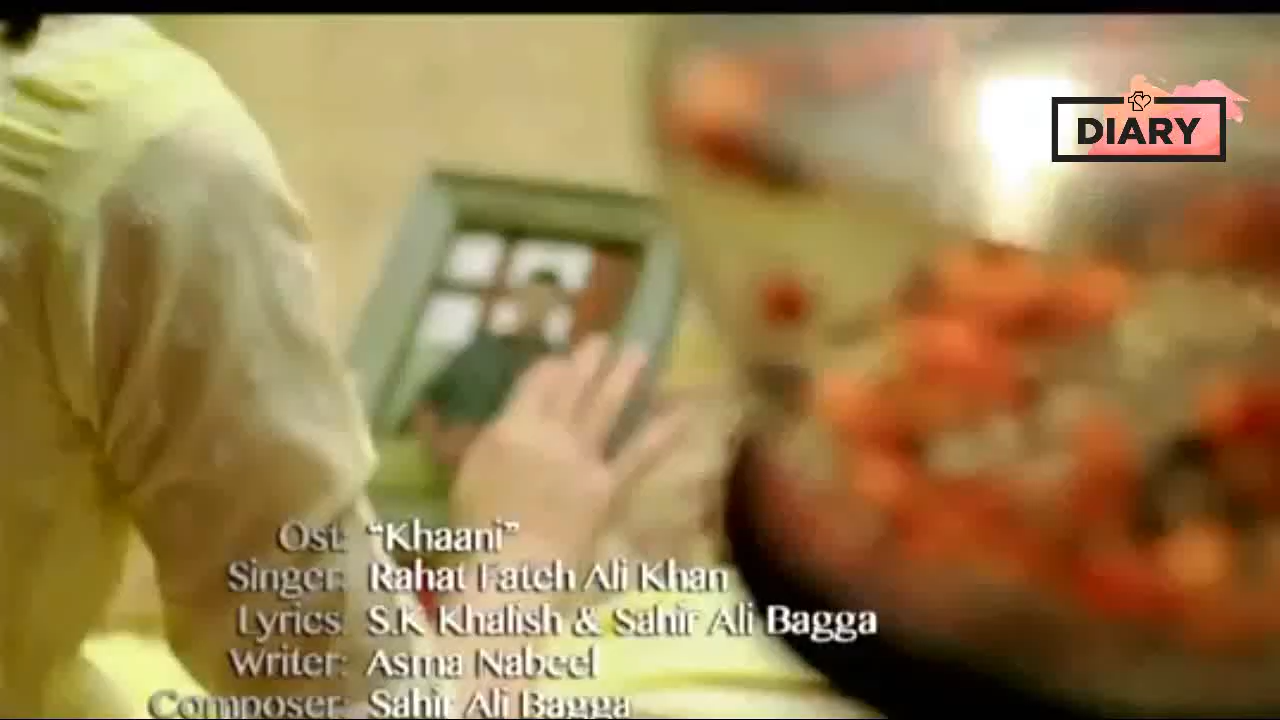 DIARY
Ost: “Khaani”
Singer: Rahat Fateh Ali Khan
Lyrics: S.K Khalish & Sahir Ali Bagga
Writer: Asma Nabeel
Composer: Sahir Ali Bagga